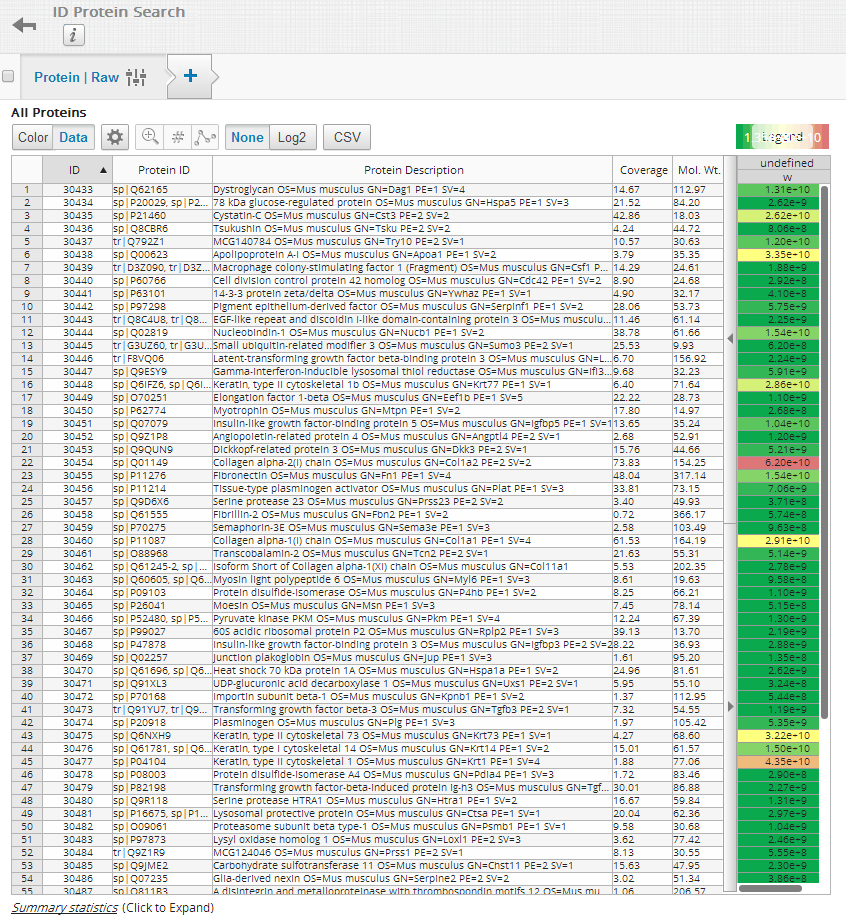 ID Protein Search
i
Protein | Raw
+
All Proteins
Color Data # None Log2 CSV Legend
ID ▲ Protein ID Protein Description Coverage Mol. Wt. undefined
w
1 30433 sp|Q62165 Dystroglycan OS=Mus musculus GN=Dag1 PE=1 SV=4 14.67 112.97 1.31e+10
2 30434 sp|P20029, sp|P2... 78 kDa glucose-regulated protein OS=Mus musculus GN=Hspa5 PE=1 SV=3 21.52 84.20 2.62e+9
3 30435 sp|P21460 Cystatin-C OS=Mus musculus GN=Cst3 PE=2 SV=2 42.86 18.03 2.62e+10
4 30436 sp|Q8CBR6 Tsukushin OS=Mus musculus GN=Tsku PE=2 SV=2 4.24 44.72 8.06e+8
5 30437 tr|Q792Z1 MCG140784 OS=Mus musculus GN=Try10 PE=2 SV=1 10.57 30.63 1.20e+10
6 30438 sp|Q00623 Apolipoprotein A-I OS=Mus musculus GN=Apoa1 PE=1 SV=2 3.79 35.35 3.35e+10
7 30439 tr|D3Z090, tr|D3Z... Macrophage colony-stimulating factor 1 (Fragment) OS=Mus musculus GN=Csf1 P... 14.29 24.61 1.88e+9
8 30440 sp|P60766 Cell division control protein 42 homolog OS=Mus musculus GN=Cdc42 PE=1 SV=2 8.90 24.68 2.92e+8
9 30441 sp|P63101 14-3-3 protein zeta/delta OS=Mus musculus GN=Ywhaz PE=1 SV=1 4.90 32.17 4.10e+8
10 30442 sp|P97298 Pigment epithelium-derived factor OS=Mus musculus GN=Serpinf1 PE=1 SV=2 28.06 53.73 5.75e+9
11 30443 tr|Q8C4U8, tr|Q8... EGF-like repeat and discoidin I-like domain-containing protein 3 OS=Mus musculu... 11.46 61.14 2.25e+9
12 30444 sp|Q02819 Nucleobindin-1 OS=Mus musculus GN=Nucb1 PE=1 SV=2 38.78 61.66 1.54e+10
13 30445 tr|G3UZ60, tr|G3U... Small ubiquitin-related modifier 3 OS=Mus musculus GN=Sumo3 PE=2 SV=1 25.53 9.93 6.20e+8
14 30446 tr|F8VQ06 Latent-transforming growth factor beta-binding protein 3 OS=Mus musculus GN=L... 6.70 156.92 2.24e+9
15 30447 sp|Q9ESY9 Gamma-interferon-inducible lysosomal thiol reductase OS=Mus musculus GN=Ifi3... 9.68 32.23 5.91e+9
16 30448 sp|Q6IFZ6, sp|Q6I... Keratin, type II cytoskeletal 1b OS=Mus musculus GN=Krt77 PE=1 SV=1 6.40 71.64 2.86e+10
17 30449 sp|O70251 Elongation factor 1-beta OS=Mus musculus GN=Eef1b PE=1 SV=5 22.22 28.73 1.10e+9
18 30450 sp|P62774 Myotrophin OS=Mus musculus GN=Mtpn PE=1 SV=2 17.80 14.97 2.68e+8
19 30451 sp|Q07079 Insulin-like growth factor-binding protein 5 OS=Mus musculus GN=Igfbp5 PE=1 SV=1 13.65 35.24 1.04e+10
20 30452 sp|Q9Z1P8 Angiopoietin-related protein 4 OS=Mus musculus GN=Angptl4 PE=2 SV=1 2.68 52.91 1.20e+9
21 30453 sp|Q9QUN9 Dickkopf-related protein 3 OS=Mus musculus GN=Dkk3 PE=2 SV=1 15.76 44.66 5.21e+9
22 30454 sp|Q01149 Collagen alpha-2(I) chain OS=Mus musculus GN=Col1a2 PE=2 SV=2 73.83 154.25 6.20e+10
23 30455 sp|P11276 Fibronectin OS=Mus musculus GN=Fn1 PE=1 SV=4 48.04 317.14 1.54e+10
24 30456 sp|P11214 Tissue-type plasminogen activator OS=Mus musculus GN=Plat PE=1 SV=3 33.81 73.15 7.06e+9
25 30457 sp|Q9D6X6 Serine protease 23 OS=Mus musculus GN=Prss23 PE=2 SV=2 3.40 49.93 3.71e+8
26 30458 sp|Q61555 Fibrillin-2 OS=Mus musculus GN=Fbn2 PE=1 SV=2 0.72 366.17 5.74e+8
27 30459 sp|P70275 Semaphorin-3E OS=Mus musculus GN=Sema3e PE=1 SV=1 2.58 103.49 9.63e+8
28 30460 sp|P11087 Collagen alpha-1(I) chain OS=Mus musculus GN=Col1a1 PE=1 SV=4 61.53 164.19 2.91e+10
29 30461 sp|O88968 Transcobalamin-2 OS=Mus musculus GN=Tcn2 PE=2 SV=1 21.63 55.31 5.14e+9
30 30462 sp|Q61245-2, sp|... Isoform Short of Collagen alpha-1(XI) chain OS=Mus musculus GN=Col11a1 5.53 202.35 2.78e+9
31 30463 sp|Q60605, sp|Q6... Myosin light polypeptide 6 OS=Mus musculus GN=Myl6 PE=1 SV=3 8.61 19.63 9.58e+8
32 30464 sp|P09103 Protein disulfide-isomerase OS=Mus musculus GN=P4hb PE=1 SV=2 8.25 66.21 1.10e+9
33 30465 sp|P26041 Moesin OS=Mus musculus GN=Msn PE=1 SV=3 7.45 78.14 5.15e+8
34 30466 sp|P52480, sp|P5... Pyruvate kinase PKM OS=Mus musculus GN=Pkm PE=1 SV=4 12.24 67.39 1.30e+9
35 30467 sp|P99027 60S acidic ribosomal protein P2 OS=Mus musculus GN=Rplp2 PE=1 SV=3 39.13 13.70 2.19e+9
36 30468 sp|P47878 Insulin-like growth factor-binding protein 3 OS=Mus musculus GN=Igfbp3 PE=2 SV=2 8.22 36.93 2.88e+9
37 30469 sp|Q02257 Junction plakoglobin OS=Mus musculus GN=Jup PE=1 SV=3 1.61 95.20 1.35e+8
38 30470 sp|Q61696, sp|Q6... Heat shock 70 kDa protein 1A OS=Mus musculus GN=Hspa1a PE=1 SV=2 24.96 81.61 2.62e+9
39 30471 sp|Q91XL3 UDP-glucuronic acid decarboxylase 1 OS=Mus musculus GN=Uxs1 PE=2 SV=1 5.95 55.10 3.24e+8
40 30472 sp|P70168 Importin subunit beta-1 OS=Mus musculus GN=Kpnb1 PE=1 SV=2 1.37 112.95 5.44e+8
41 30473 tr|Q91YU7, tr|Q9... Transforming growth factor beta-3 OS=Mus musculus GN=Tgfb3 PE=2 SV=1 7.32 54.55 1.19e+9
42 30474 sp|P20918 Plasminogen OS=Mus musculus GN=Plg PE=1 SV=3 1.97 105.42 5.35e+9
43 30475 sp|Q6NXH9 Keratin, type II cytoskeletal 73 OS=Mus musculus GN=Krt73 PE=1 SV=1 4.27 68.60 3.22e+10
44 30476 sp|Q61781, sp|Q6... Keratin, type I cytoskeletal 14 OS=Mus musculus GN=Krt14 PE=1 SV=2 15.01 61.57 1.50e+10
45 30477 sp|P04104 Keratin, type II cytoskeletal 1 OS=Mus musculus GN=Krt1 PE=1 SV=4 1.88 77.06 4.35e+10
46 30478 sp|P08003 Protein disulfide-isomerase A4 OS=Mus musculus GN=Pdia4 PE=1 SV=3 1.72 83.46 2.90e+8
47 30479 sp|P82198 Transforming growth factor-beta-induced protein ig-h3 OS=Mus musculus GN=Tgf... 30.01 86.88 2.27e+9
48 30480 sp|Q9R118 Serine protease HTRA1 OS=Mus musculus GN=Htra1 PE=1 SV=2 16.67 59.84 1.31e+9
49 30481 sp|P16675, sp|P1... Lysosomal protective protein OS=Mus musculus GN=Ctsa PE=1 SV=1 20.04 62.36 2.97e+9
50 30482 sp|O09061 Proteasome subunit beta type-1 OS=Mus musculus GN=Psmb1 PE=1 SV=1 9.58 30.68 1.04e+9
51 30483 sp|P97873 Lysyl oxidase homolog 1 OS=Mus musculus GN=Loxl1 PE=2 SV=3 3.62 77.42 2.46e+9
52 30484 tr|Q9Z1R9 MCG124046 OS=Mus musculus GN=Prss1 PE=2 SV=1 8.13 30.55 5.55e+8
53 30485 sp|Q9JME2 Carbohydrate sulfotransferase 11 OS=Mus musculus GN=Chst11 PE=2 SV=1 15.63 47.95 2.30e+9
54 30486 sp|Q07235 Glia-derived nexin OS=Mus musculus GN=Serpine2 PE=1 SV=2 3.02 51.34 3.86e+8
55 30487 sp|Q811B3 A disintegrin and metalloproteinase with thrombospondin motifs 12 OS=Mus mu... 1.06 206.57
Summary statistics (Click to Expand)